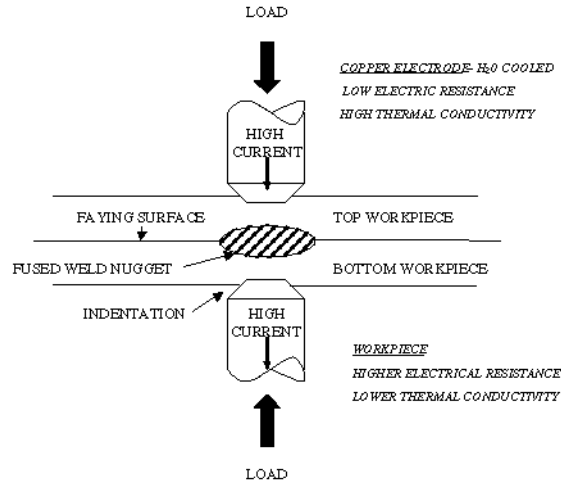 LOAD
COPPER ELECTRODE- H20 COOLED
LOW ELECTRIC RESISTANCE
HIGH THERMAL CONDUCTIVITY
HIGH
CURRENT
FAYING SURFACE
TOP WORKPIECE
FUSED WELD NUGGET
BOTTOM WORKPIECE
INDENTATION
HIGH
CURRENT
WORKPIECE
HIGHER ELECTRICAL RESISTANCE
LOWER THERMAL CONDUCTIVITY
LOAD